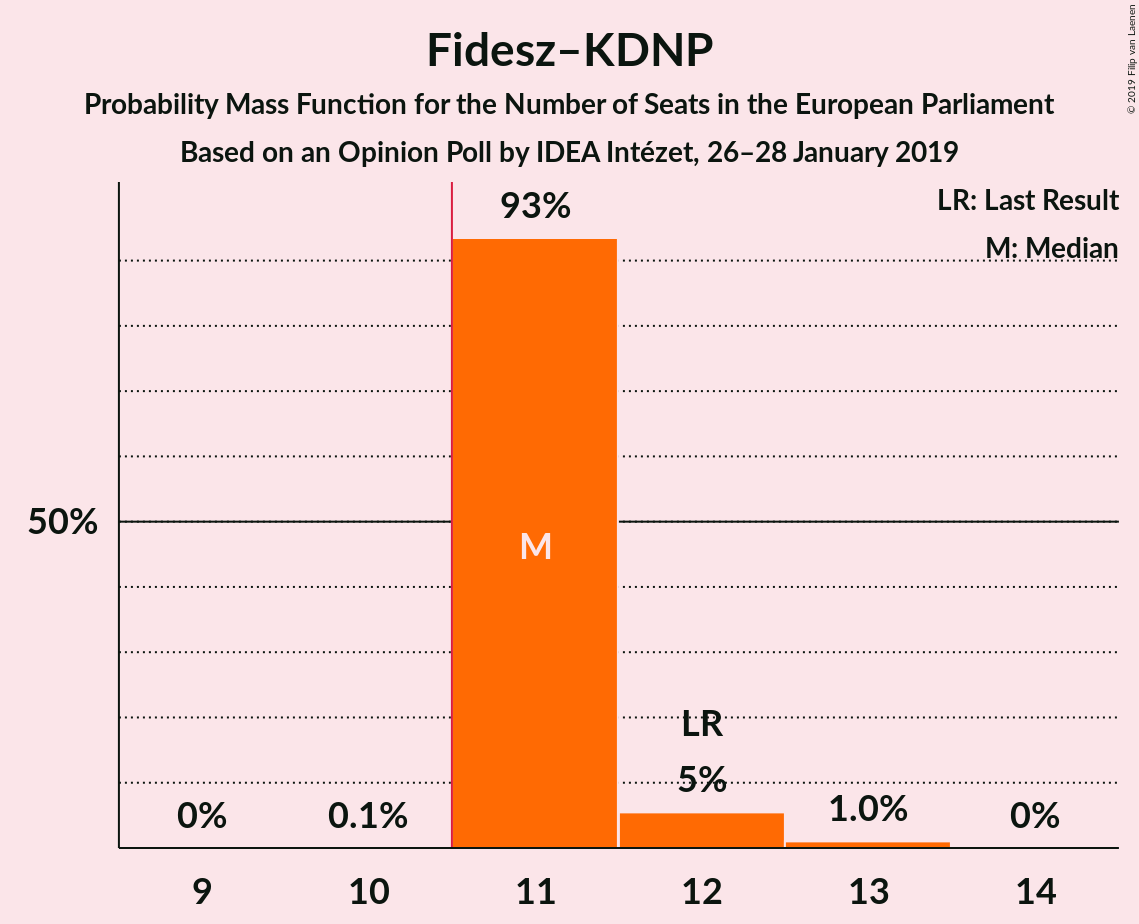 Fidesz–KDNP
Probability Mass Function for the Number of Seats in the European Parliament
Based on an Opinion Poll by IDEA Intézet, 26–28 January 2019
© 2019 Filip van Laenen
LR: Last Result
M: Median
93%
50%
M
LR
5%
0%
0.1%
1.0%
0%
9
10
11
12
13
14